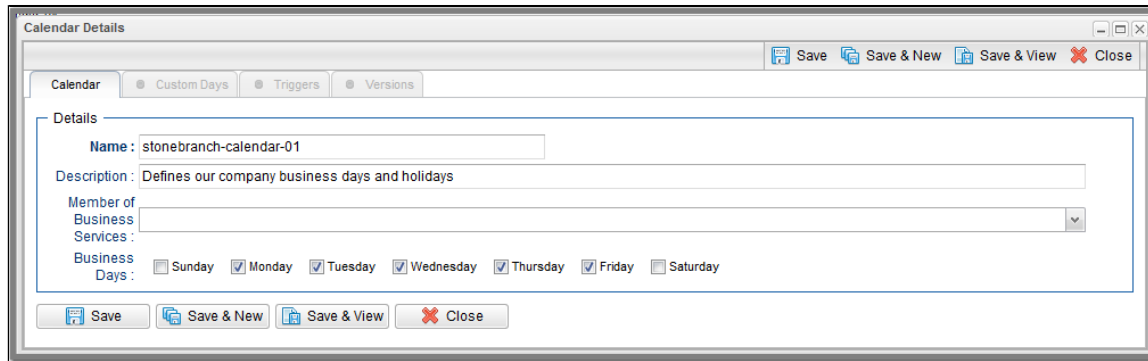 Calendar Details
Save Save & New Save & View Close
Calendar Custom Days Triggers Versions
Details
Name : stonebranch-calendar-01
Description : Defines our company business days and holidays
Member of
Business
Services :
Business
Days : Sunday Monday Tuesday Wednesday Thursday Friday Saturday
Save Save & New Save & View Close